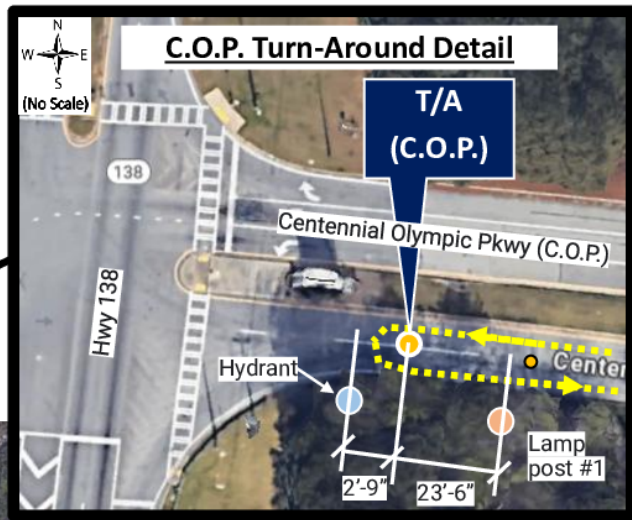 N
W E
S
(No Scale)
C.O.P. Turn-Around Detail
T/A
(C.O.P.)
138
Centennial Olympic Pkwy (C.O.P.)
Hwy 138
Center
Hydrant
Lamp
post #1
2'-9"
23'-6"